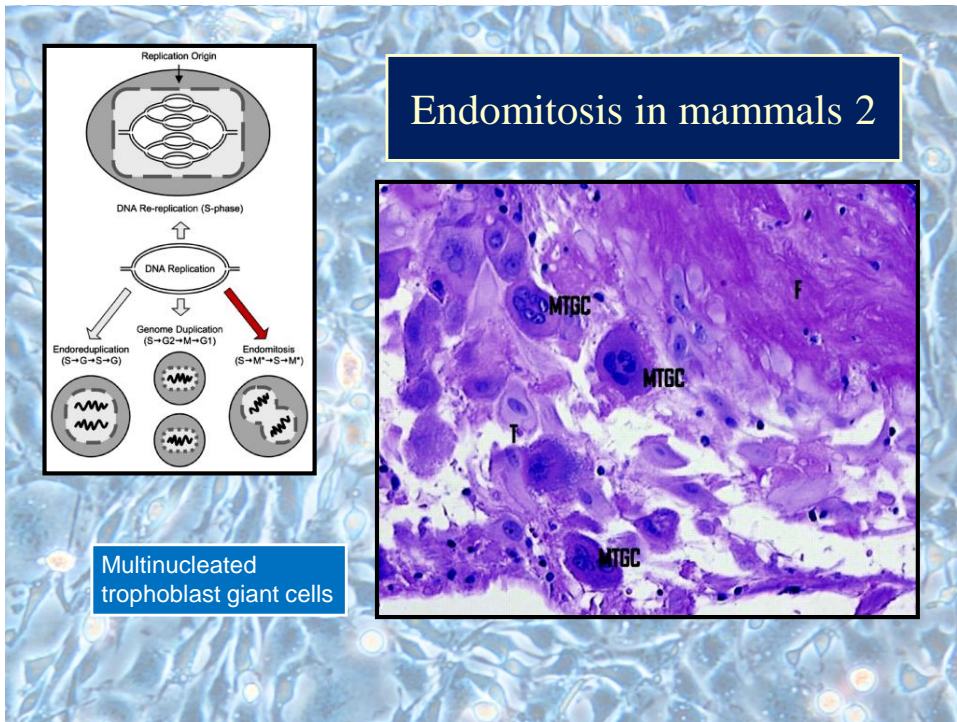 Endomitosis in mammals 2
Replication Origin
DNA Re-replication (S-phase)
DNA Replication
Genome Duplication
(S→G2→M→G1)
Endoreduplication
(S→G→S→G)
Endomitosis
(S→M*→S→M*)
MTGC
F
MTGC
T
MTGC
Multinucleated
trophoblast giant cells